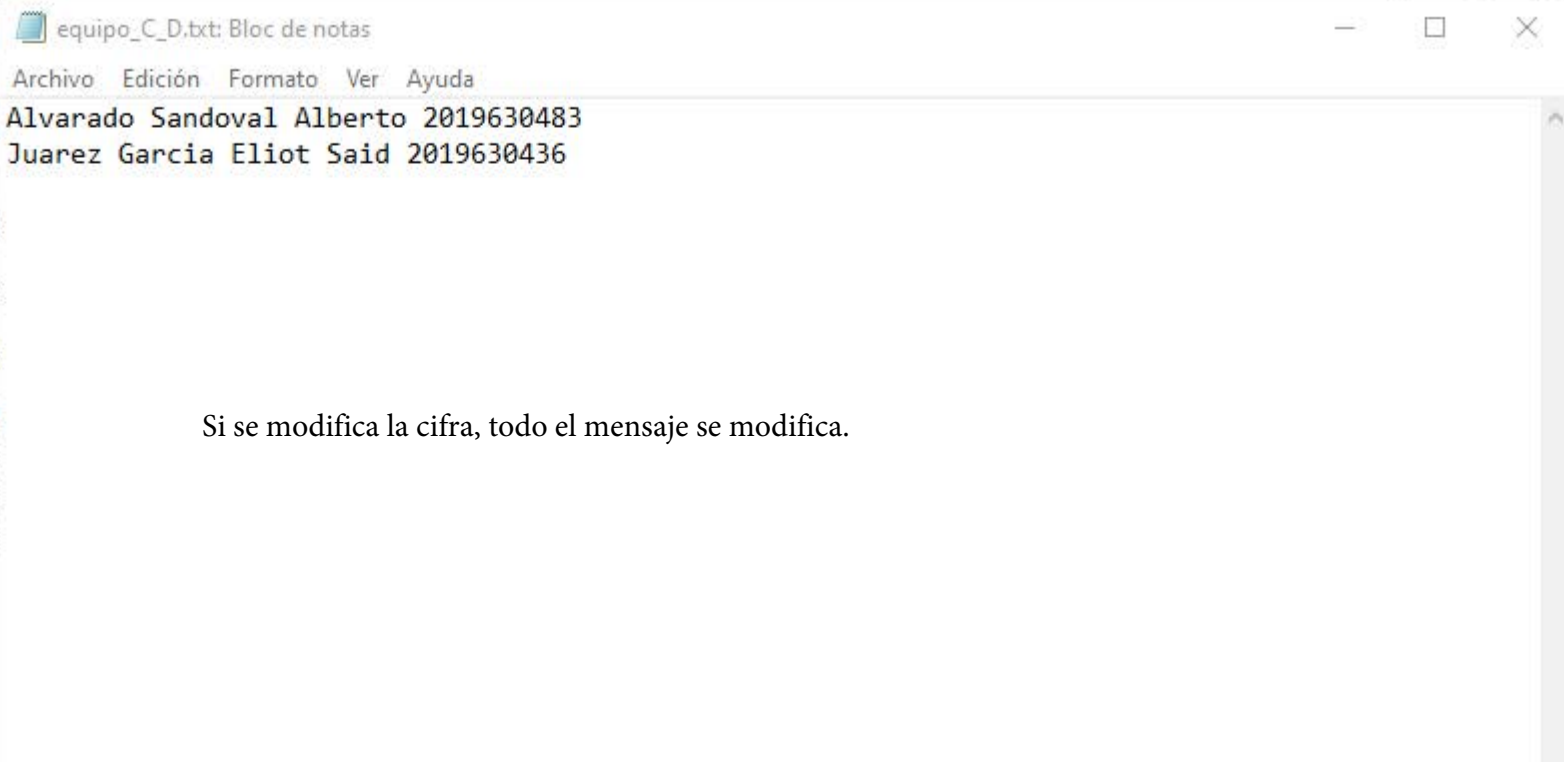 equipo_C_D.txt: Bloc de notas
Archivo Edición Formato Ver Ayuda
Alvarado Sandoval Alberto 2019630483
Juarez Garcia Eliot Said 2019630436
Si se modifica la cifra, todo el mensaje se modifica.